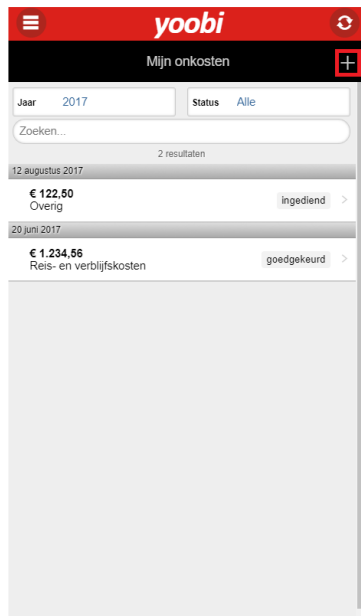 yoobi
Mijn onkosten
Jaar 2017 Status Alle
Zoeken...
2 resultaten
12 augustus 2017
€ 122,50
Overig
ingediend
20 juni 2017
€ 1.234,56
Reis- en verblijfskosten
goedgekeurd